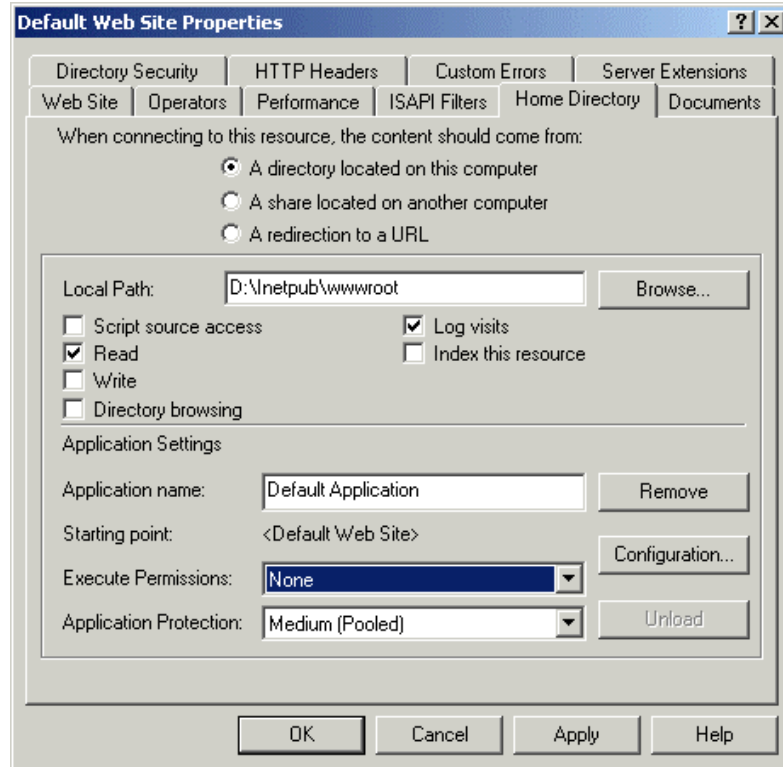 Default Web Site Properties
Directory Security HTTP Headers Custom Errors Server Extensions
Web Site Operators Performance ISAPI Filters Home Directory Documents
When connecting to this resource, the content should come from:
A directory located on this computer
A share located on another computer
A redirection to a URL
Local Path: D:\Inetpub\wwwroot Browse...
Script source access Log visits
Read Index this resource
Write
Directory browsing
Application Settings
Application name: Default Application Remove
Starting point: <Default Web Site>
Configuration...
Execute Permissions: None
Application Protection: Medium (Pooled) Unload
OK Cancel Apply Help